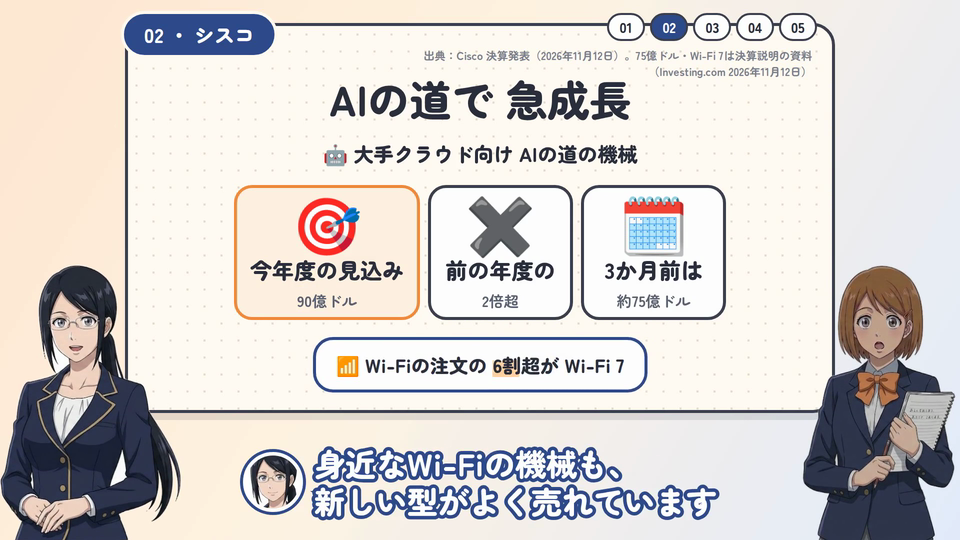 02 ・ シスコ
01 02 03 04 05
出典：Cisco 決算発表（2026年11月12日）。75億ドル・Wi-Fi 7は決算説明の資料
（Investing.com 2026年11月12日）
AIの道で 急成長
大手クラウド向け AIの道の機械
今年度の見込み
90億ドル
前の年度の
2倍超
3か月前は
約75億ドル
Wi-Fiの注文の 6割超が Wi-Fi 7
身近なWi-Fiの機械も、
新しい型がよく売れています